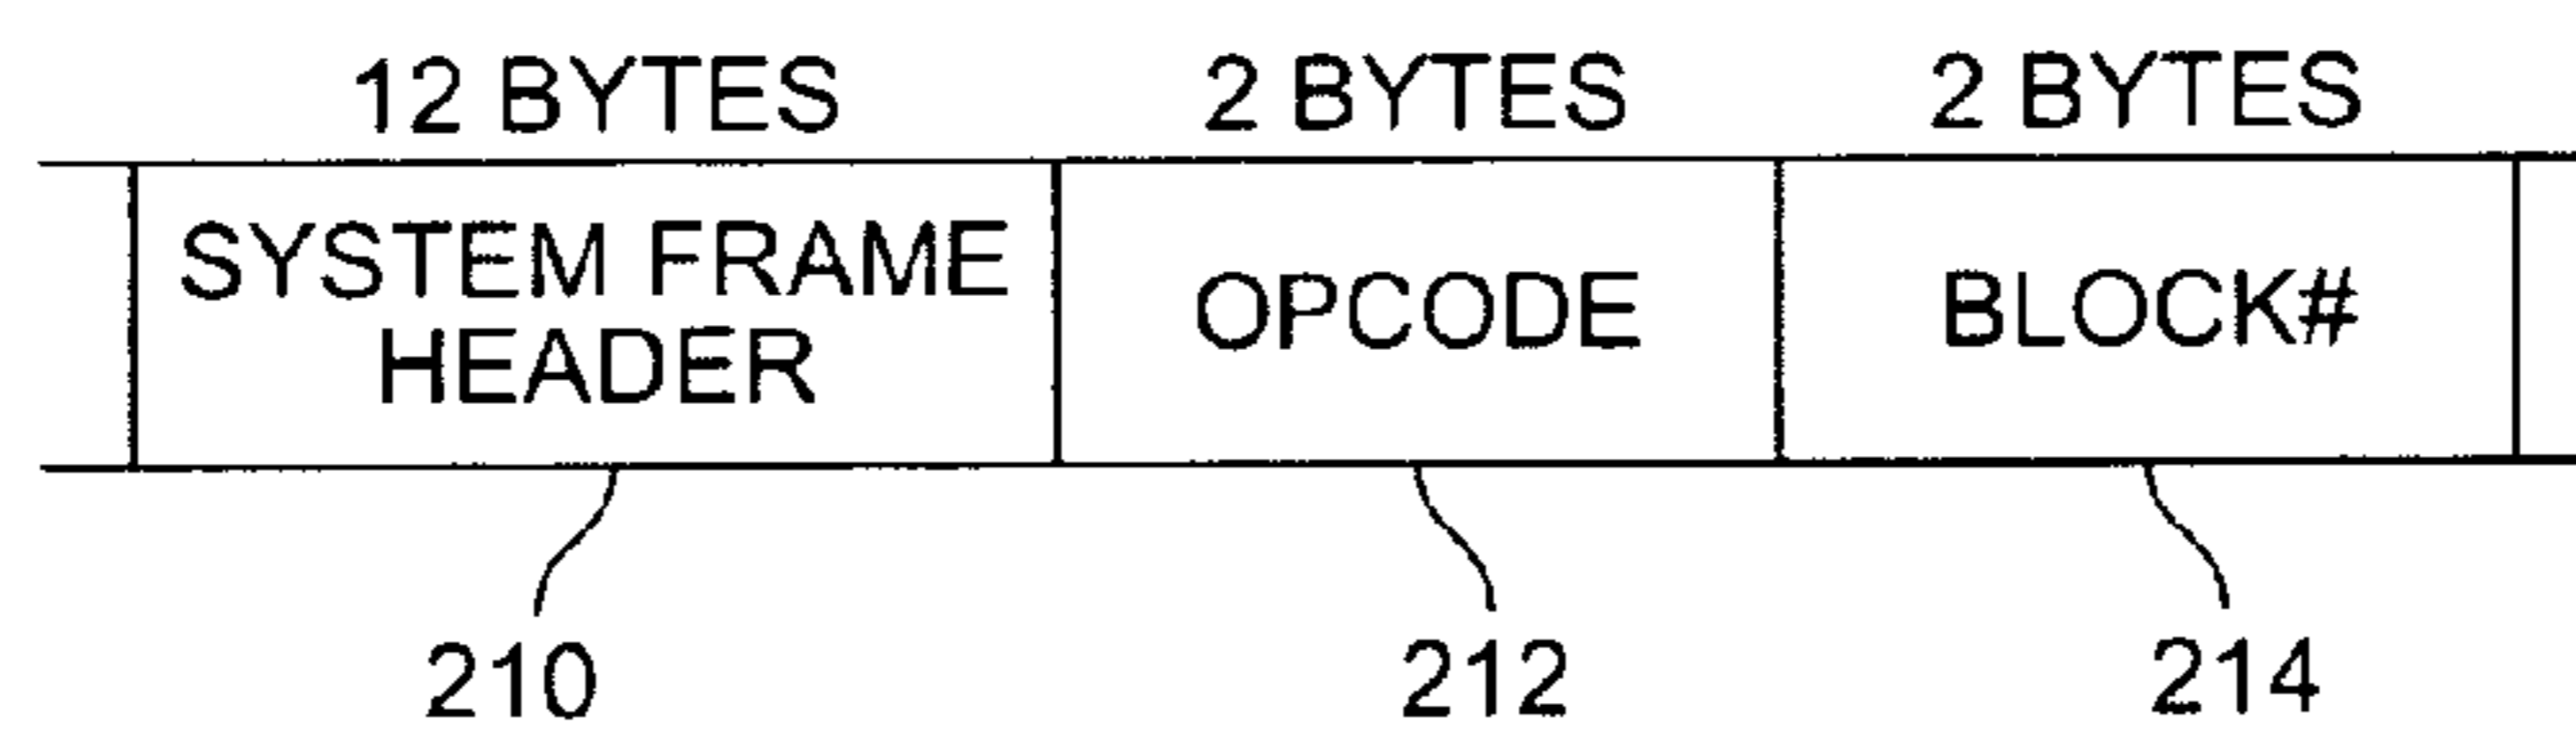 12 BYTES
2 BYTES
2 BYTES
SYSTEM FRAME
HEADER
OPCODE
BLOCK#
210
212
214